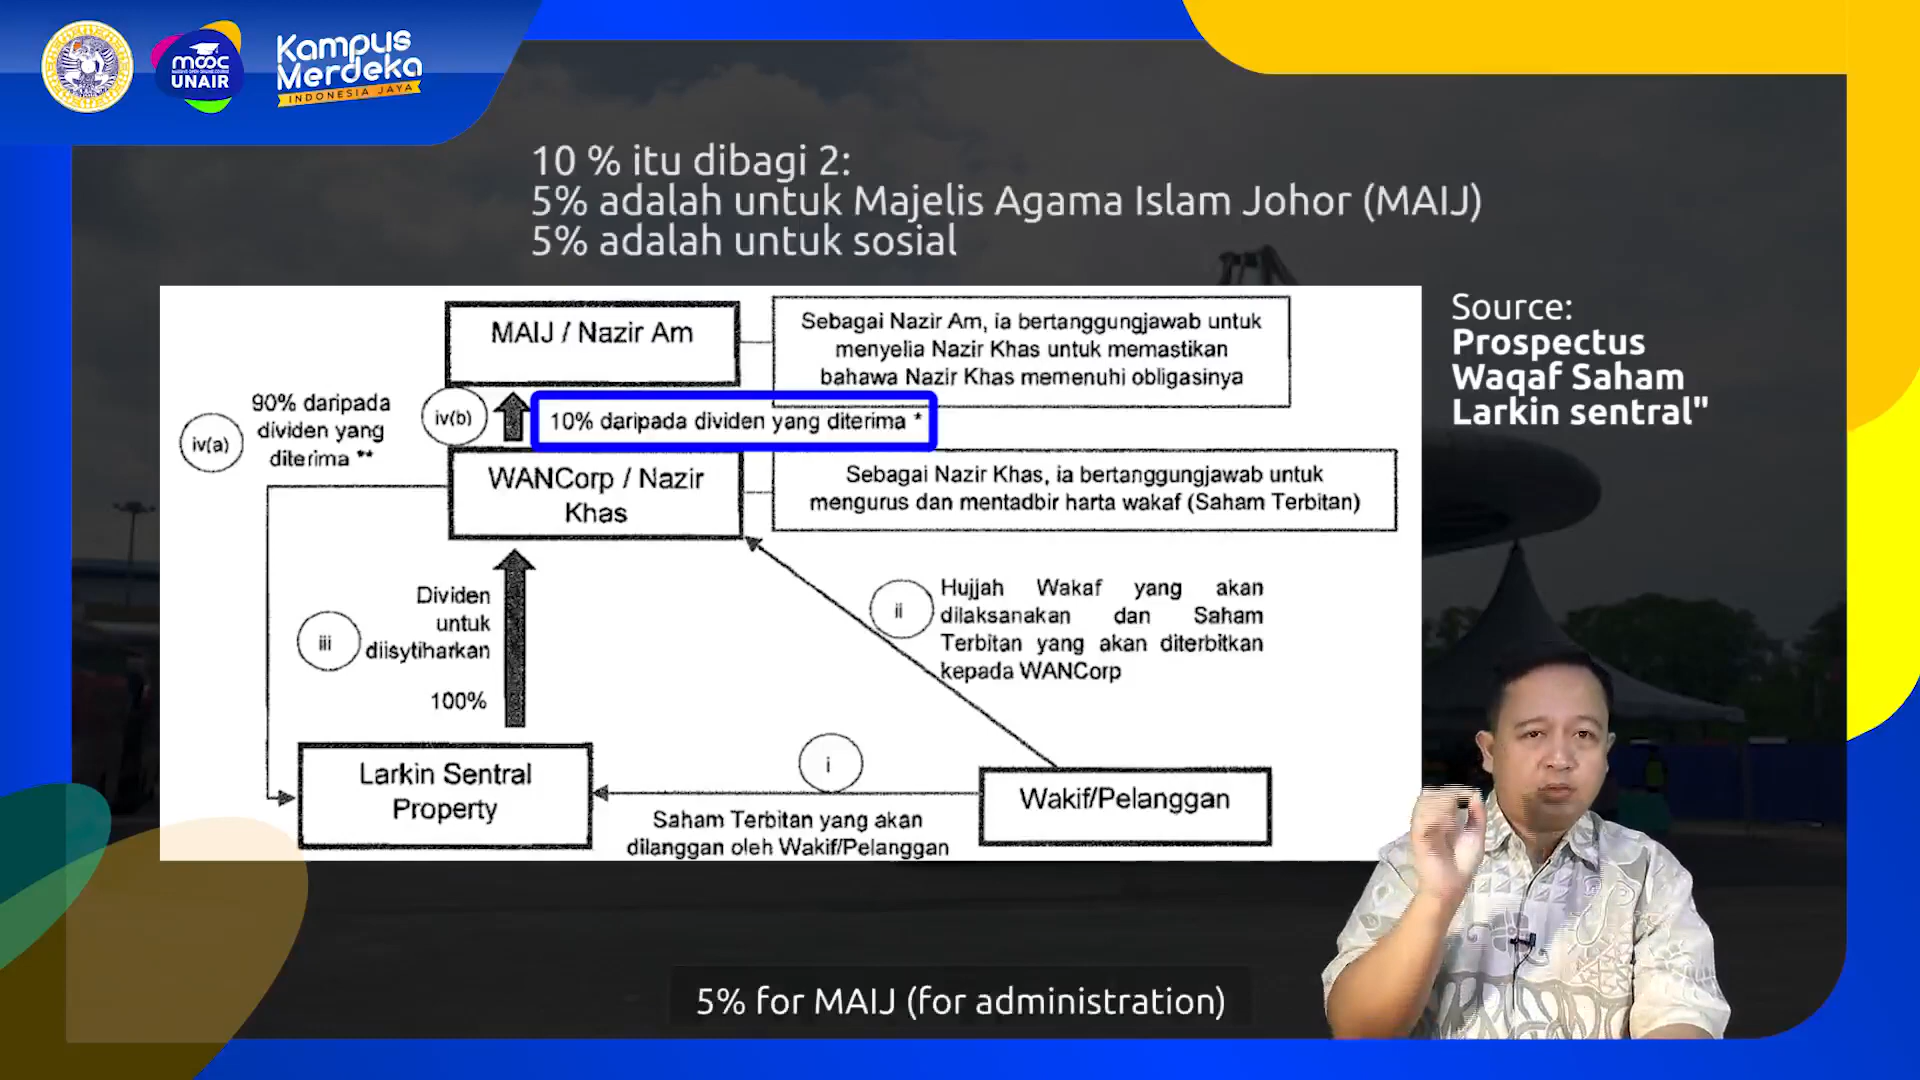 mooc
UNAIR
Kampus
Merdeka
INDONESIA JAYA
10 % itu dibagi 2:
5% adalah untuk Majelis Agama Islam Johor (MAIJ)
5% adalah untuk sosial
Source:
Prospectus
Waqaf Saham
Larkin sentral"
MAIJ / Nazir Am
Sebagai Nazir Am, ia bertanggungjawab untuk
menyelia Nazir Khas untuk memastikan
bahawa Nazir Khas memenuhi obligasinya
iv(a)
90% daripada
dividen yang
diterima **
iv(b)
10% daripada dividen yang diterima *
WANCorp / Nazir
Khas
Sebagai Nazir Khas, ia bertanggungjawab untuk
mengurus dan mentadbir harta wakaf (Saham Terbitan)
iii
Dividen
untuk
diisytiharkan
100%
ii
Hujjah Wakaf yang akan
dilaksanakan dan Saham
Terbitan yang akan diterbitkan
kepada WANCorp
Larkin Sentral
Property
i
Saham Terbitan yang akan
dilanggan oleh Wakif/Pelanggan
Wakif/Pelanggan
5% for MAIJ (for administration)